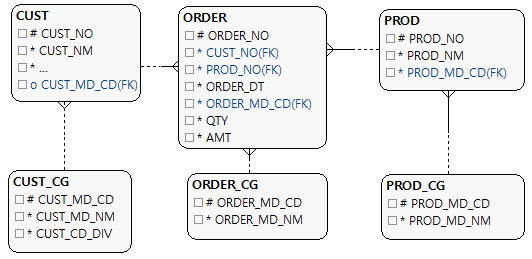 CUST
# CUST_NO
* CUST_NM
* ...
o CUST_MD_CD(FK)
ORDER
# ORDER_NO
* CUST_NO(FK)
* PROD_NO(FK)
* ORDER_DT
* ORDER_MD_CD(FK)
* QTY
* AMT
PROD
# PROD_NO
* PROD_NM
* PROD_MD_CD(FK)
CUST_CG
# CUST_MD_CD
* CUST_MD_NM
* CUST_CD_DIV
ORDER_CG
# ORDER_MD_CD
* ORDER_MD_NM
PROD_CG
# PROD_MD_CD
* PROD_MD_NM